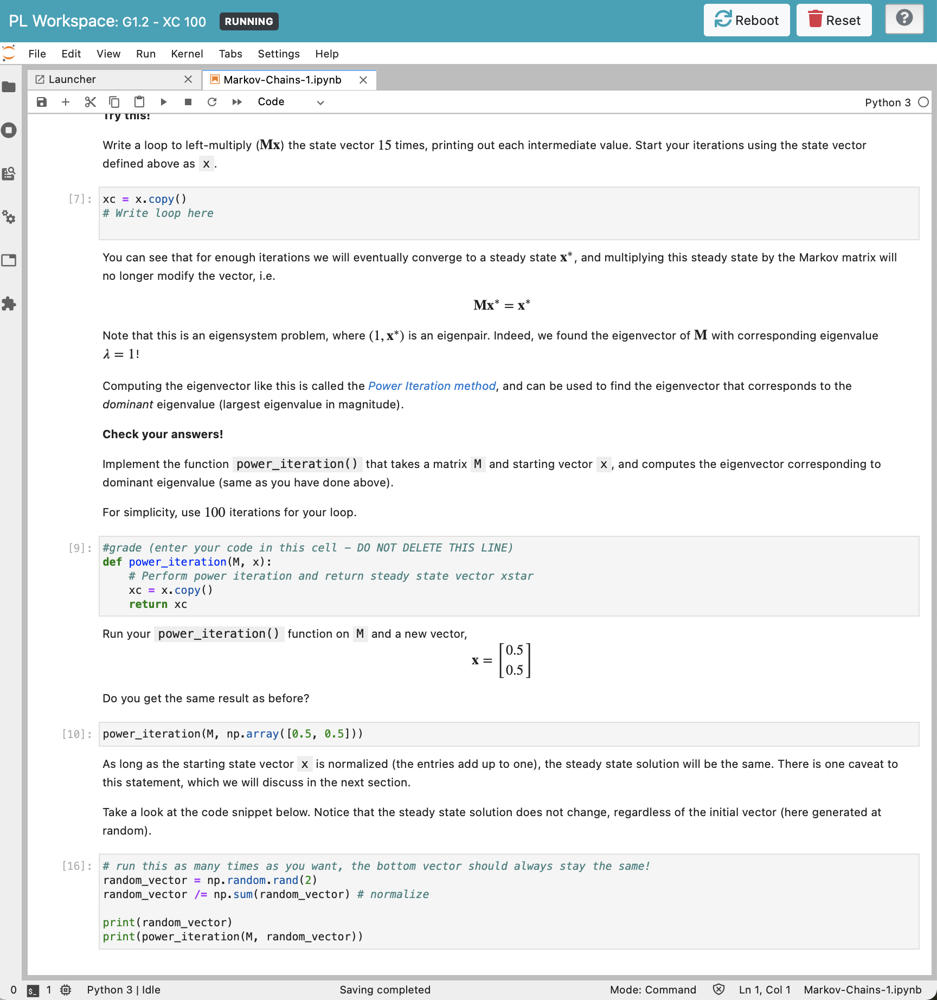 PL Workspace: G1.2 - XC 100 RUNNING Reboot Reset
File Edit View Run Kernel Tabs Settings Help
Launcher Markov-Chains-1.ipynb
Code Python 3
Try this!
Write a loop to left-multiply (Mx) the state vector 15 times, printing out each intermediate value. Start your iterations using the state vector
defined above as x .
[7]: xc = x.copy()
# Write loop here
You can see that for enough iterations we will eventually converge to a steady state x*, and multiplying this steady state by the Markov matrix will
no longer modify the vector, i.e.
Mx* = x*
Note that this is an eigensystem problem, where (1, x*) is an eigenpair. Indeed, we found the eigenvector of M with corresponding eigenvalue
λ = 1!
Computing the eigenvector like this is called the Power Iteration method, and can be used to find the eigenvector that corresponds to the
dominant eigenvalue (largest eigenvalue in magnitude).
Check your answers!
Implement the function power_iteration() that takes a matrix M and starting vector x , and computes the eigenvector corresponding to
dominant eigenvalue (same as you have done above).
For simplicity, use 100 iterations for your loop.
[9]: #grade (enter your code in this cell - DO NOT DELETE THIS LINE)
def power_iteration(M, x):
    # Perform power iteration and return steady state vector xstar
    xc = x.copy()
    return xc
Run your power_iteration() function on M and a new vector,
x = [0.5
0.5]
Do you get the same result as before?
[10]: power_iteration(M, np.array([0.5, 0.5]))
As long as the starting state vector x is normalized (the entries add up to one), the steady state solution will be the same. There is one caveat to
this statement, which we will discuss in the next section.
Take a look at the code snippet below. Notice that the steady state solution does not change, regardless of the initial vector (here generated at
random).
[16]: # run this as many times as you want, the bottom vector should always stay the same!
random_vector = np.random.rand(2)
random_vector /= np.sum(random_vector) # normalize
print(random_vector)
print(power_iteration(M, random_vector))
0 $_ 1 Python 3 | Idle Saving completed Mode: Command Ln 1, Col 1 Markov-Chains-1.ipynb